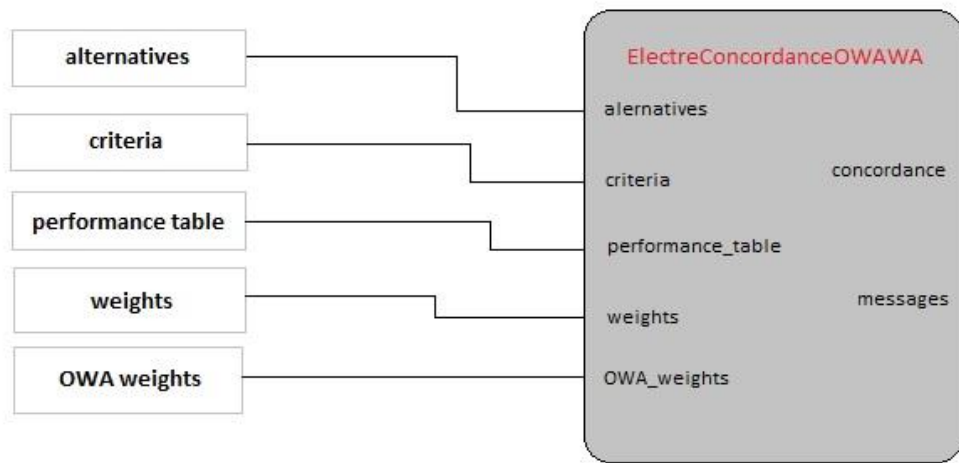 alternatives
criteria
performance table
weights
OWA weights
ElectreConcordanceOWAWA
alernatives
criteria
concordance
performance_table
messages
weights
OWA_weights